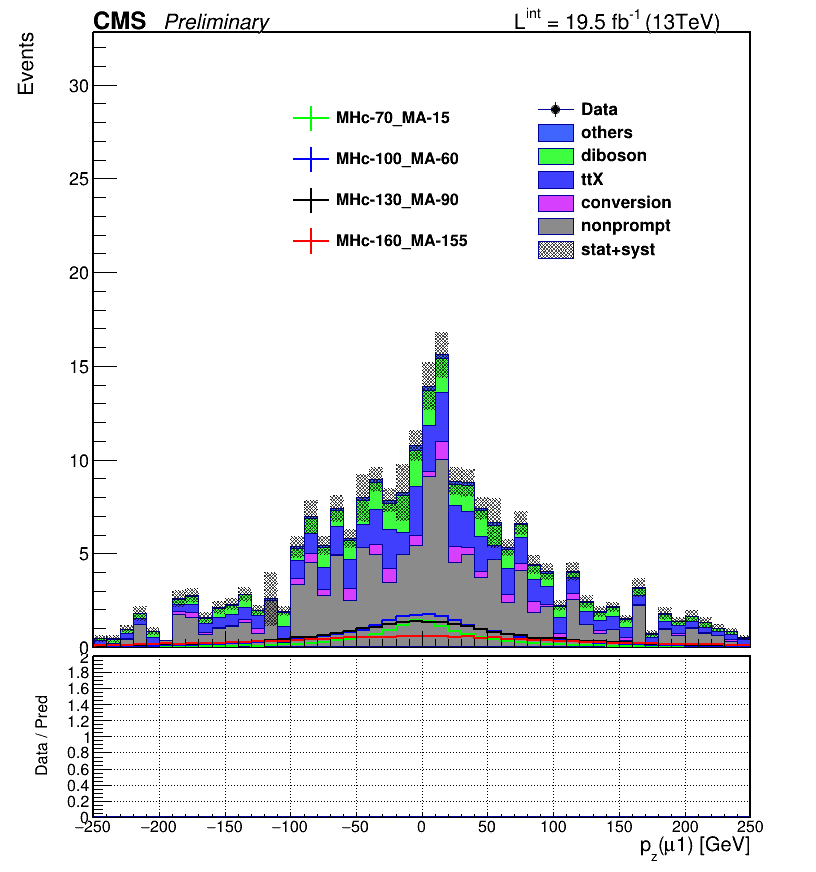 CMS Preliminary
L^int = 19.5 fb^-1 (13TeV)
Events
30
25
20
15
10
5
0
MHc-70_MA-15
MHc-100_MA-60
MHc-130_MA-90
MHc-160_MA-155
Data
others
diboson
ttX
conversion
nonprompt
stat+syst
Data / Pred
2
1.8
1.6
1.4
1.2
1
0.8
0.6
0.4
0.2
0
−250 −200 −150 −100 −50 0 50 100 150 200 250
p_z(μ1) [GeV]